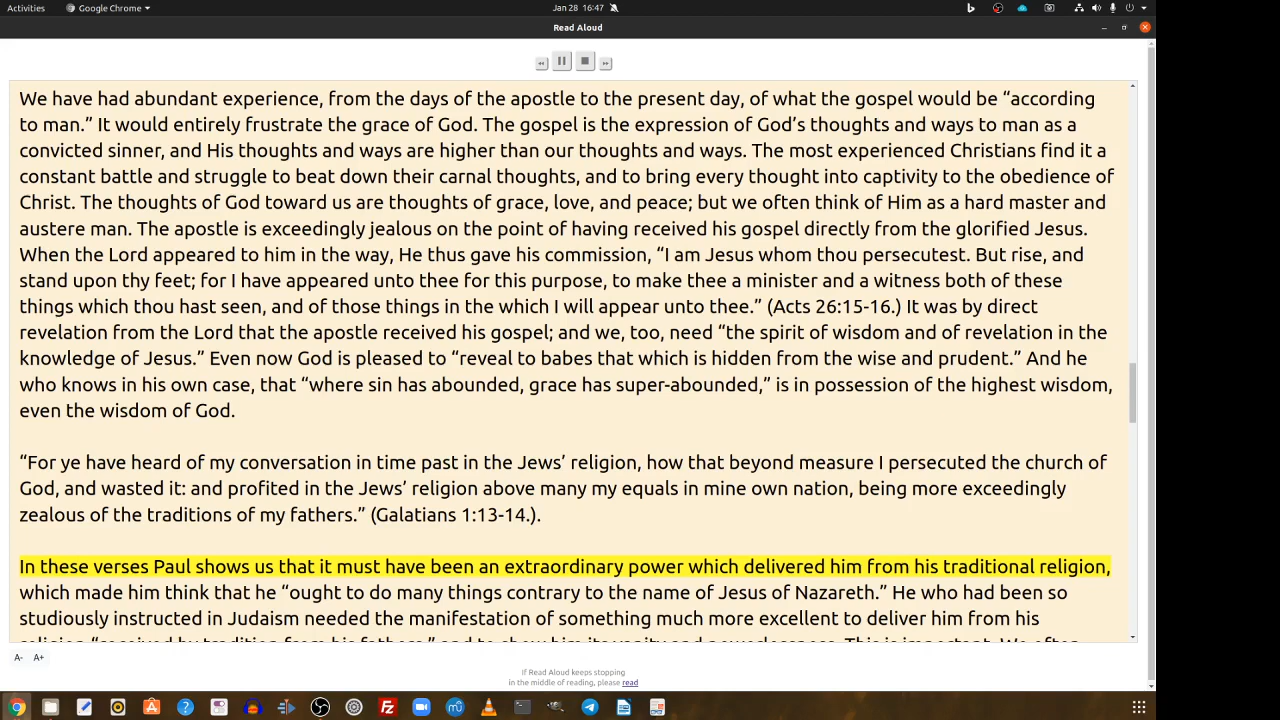 Activities
Google Chrome
Jan 28 16:47
Read Aloud
We have had abundant experience, from the days of the apostle to the present day, of what the gospel would be “according
to man.” It would entirely frustrate the grace of God. The gospel is the expression of God’s thoughts and ways to man as a
convicted sinner, and His thoughts and ways are higher than our thoughts and ways. The most experienced Christians find it a
constant battle and struggle to beat down their carnal thoughts, and to bring every thought into captivity to the obedience of
Christ. The thoughts of God toward us are thoughts of grace, love, and peace; but we often think of Him as a hard master and
austere man. The apostle is exceedingly jealous on the point of having received his gospel directly from the glorified Jesus.
When the Lord appeared to him in the way, He thus gave his commission, “I am Jesus whom thou persecutest. But rise, and
stand upon thy feet; for I have appeared unto thee for this purpose, to make thee a minister and a witness both of these
things which thou hast seen, and of those things in the which I will appear unto thee.” (Acts 26:15-16.) It was by direct
revelation from the Lord that the apostle received his gospel; and we, too, need “the spirit of wisdom and of revelation in the
knowledge of Jesus.” Even now God is pleased to “reveal to babes that which is hidden from the wise and prudent.” And he
who knows in his own case, that “where sin has abounded, grace has super-abounded,” is in possession of the highest wisdom,
even the wisdom of God.
“For ye have heard of my conversation in time past in the Jews’ religion, how that beyond measure I persecuted the church of
God, and wasted it: and profited in the Jews’ religion above many my equals in mine own nation, being more exceedingly
zealous of the traditions of my fathers.” (Galatians 1:13-14.).
In these verses Paul shows us that it must have been an extraordinary power which delivered him from his traditional religion,
which made him think that he “ought to do many things contrary to the name of Jesus of Nazareth.” He who had been so
studiously instructed in Judaism needed the manifestation of something much more excellent to deliver him from his
religion “received by tradition from his fathers,” and to show him its vanity and powerlessness. This is important. We often
A- A+
If Read Aloud keeps stopping
in the middle of reading, please read